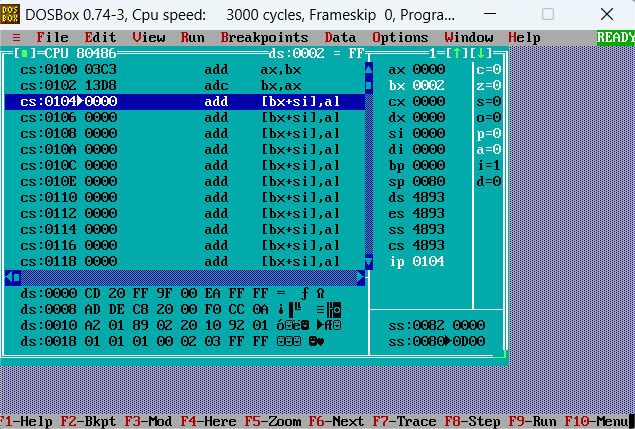 DOSBox 0.74-3, Cpu speed: 3000 cycles, Frameskip 0, Progra...
≡ File Edit View Run Breakpoints Data Options Window Help READY
[■]=CPU 80486 ds:0002 = FF 1=[↑][↓]
cs:0100 03C3 add ax,bx ax 0000 c=0
cs:0102 13D8 adc bx,ax bx 0002 z=0
cs:0104▶0000 add [bx+si],al cx 0000 s=0
cs:0106 0000 add [bx+si],al dx 0000 o=0
cs:0108 0000 add [bx+si],al si 0000 p=0
cs:010A 0000 add [bx+si],al di 0000 a=0
cs:010C 0000 add [bx+si],al bp 0000 i=1
cs:010E 0000 add [bx+si],al sp 0080 d=0
cs:0110 0000 add [bx+si],al ds 4893
cs:0112 0000 add [bx+si],al es 4893
cs:0114 0000 add [bx+si],al ss 4893
cs:0116 0000 add [bx+si],al cs 4893
cs:0118 0000 add [bx+si],al ip 0104
ds:0000 CD 20 FF 9F 00 EA FF FF = ƒ Ω
ds:0008 AD DE C8 20 00 F0 CC 0A ¡▐╚ ≡╠◙
ds:0010 A2 01 89 02 20 10 92 01 ó☺ë☻ ►Æ☺ ss:0082 0000
ds:0018 01 01 01 00 02 03 FF FF ☺☺☺ ☻♥ ss:0080▶0D00
F1-Help F2-Bkpt F3-Mod F4-Here F5-Zoom F6-Next F7-Trace F8-Step F9-Run F10-Menu